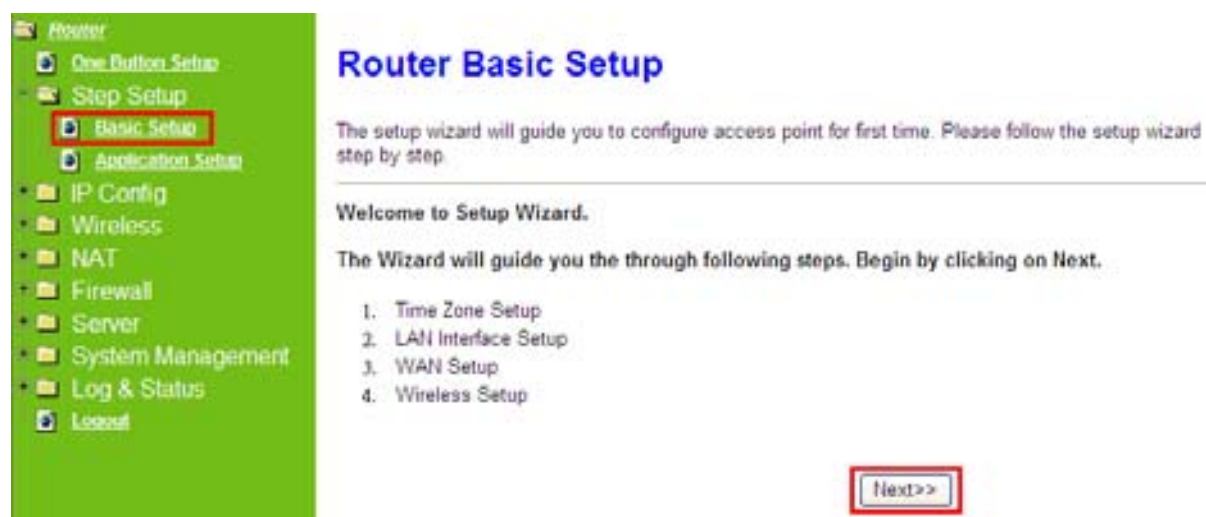 Router
One Button Setup
Step Setup
Basic Setup
Application Setup
IP Config
Wireless
NAT
Firewall
Server
System Management
Log & Status
Logout
Router Basic Setup
The setup wizard will guide you to configure access point for first time. Please follow the setup wizard
step by step.
Welcome to Setup Wizard.
The Wizard will guide you the through following steps. Begin by clicking on Next.
1. Time Zone Setup
2. LAN Interface Setup
3. WAN Setup
4. Wireless Setup
Next>>